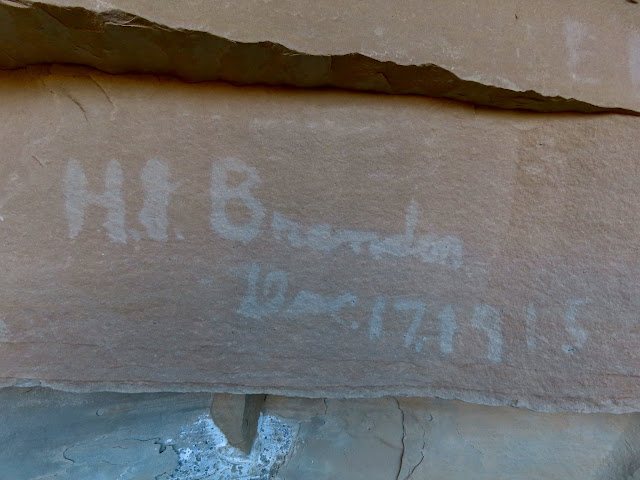 H.J. Brandon
Dec. 17, 1915